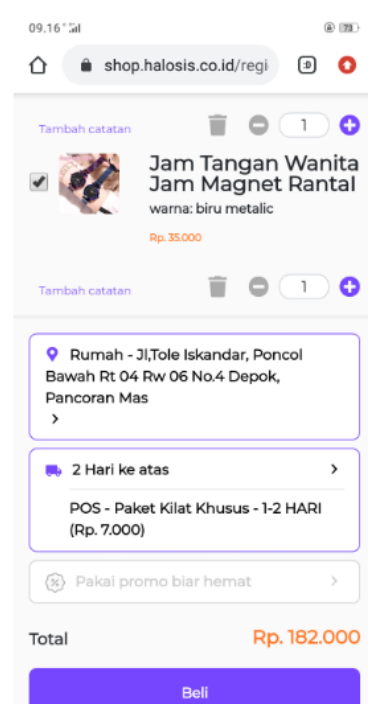 09.16
73
shop.halosis.co.id/regi
:D
Tambah catatan
1
Jam Tangan Wanita
Jam Magnet Rantal
warna: biru metalic
Rp. 35.000
Tambah catatan
1
Rumah - Jl,Tole Iskandar, Poncol
Bawah Rt 04 Rw 06 No.4 Depok,
Pancoran Mas
2 Hari ke atas
POS - Paket Kilat Khusus - 1-2 HARI
(Rp. 7.000)
Pakai promo biar hemat
Total
Rp. 182.000
Beli